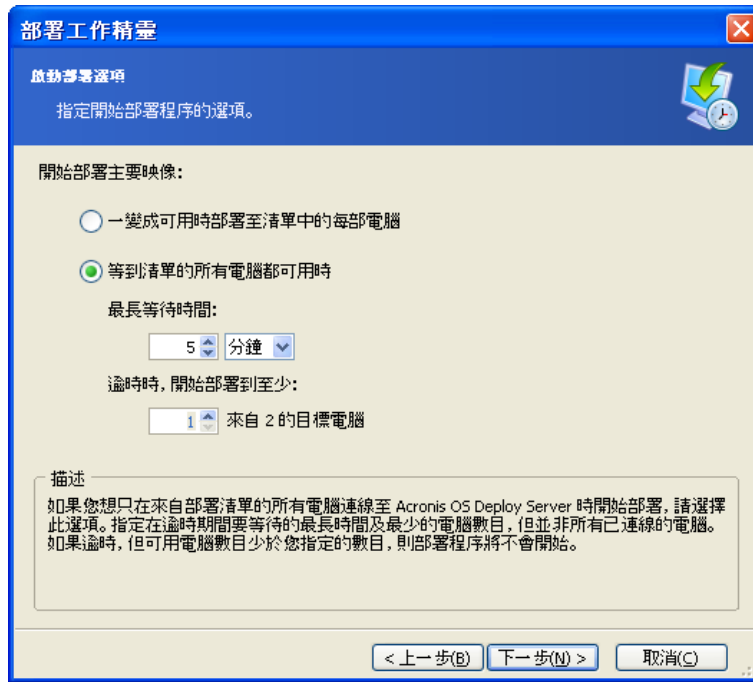 部署工作精靈
啟動部署選項
指定開始部署程序的選項。
開始部署主要映像:
一變成可用時部署至清單中的每部電腦
等到清單的所有電腦都可用時
最長等待時間:
5 分鐘
逾時時, 開始部署到至少:
1 來自 2 的目標電腦
描述
如果您想只在來自部署清單的所有電腦連線至 Acronis OS Deploy Server 時開始部署, 請選擇
此選項。指定在逾時期間要等待的最長時間及最少的電腦數目, 但並非所有已連線的電腦。
如果逾時, 但可用電腦數目少於您指定的數目, 則部署程序將不會開始。
< 上一步(B) 下一步(N) > 取消(C)